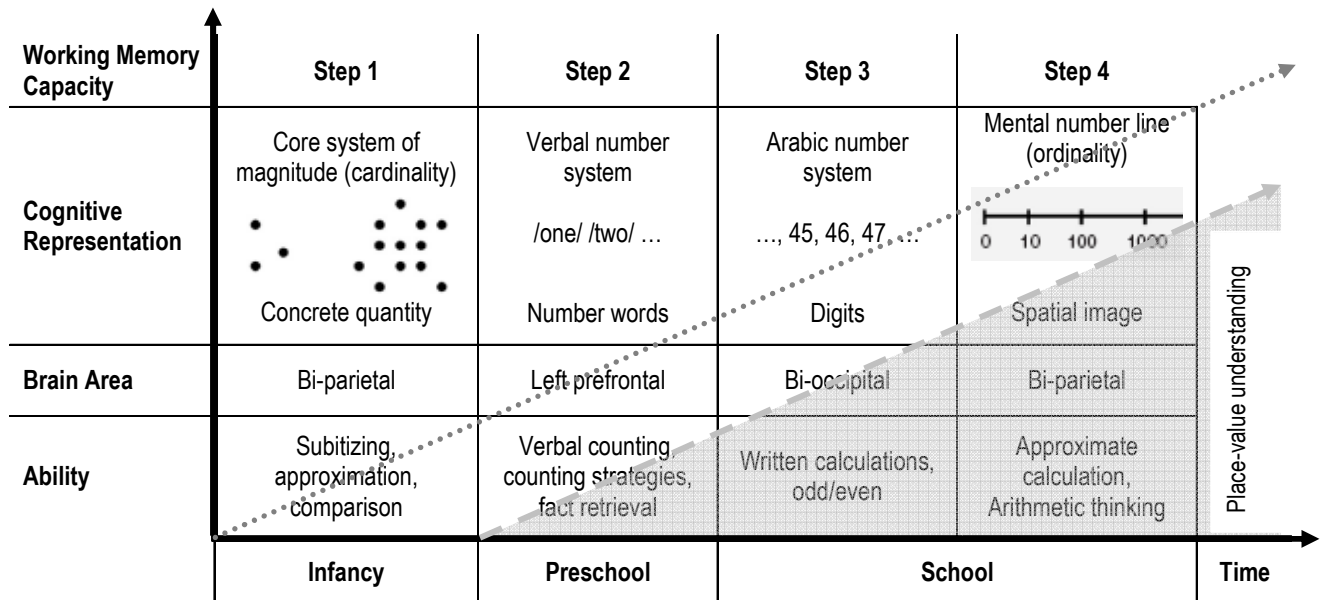 Working Memory
Capacity
Step 1
Step 2
Step 3
Step 4
Cognitive
Representation
Core system of
magnitude (cardinality)
Concrete quantity
Verbal number
system
/one/ /two/ …
Number words
Arabic number
system
…, 45, 46, 47, …
Digits
Mental number line
(ordinality)
0 10 100 1000
Spatial image
Brain Area
Bi-parietal
Left prefrontal
Bi-occipital
Bi-parietal
Ability
Subitizing,
approximation,
comparison
Verbal counting,
counting strategies,
fact retrieval
Written calculations,
odd/even
Approximate
calculation,
Arithmetic thinking
Place-value understanding
Infancy
Preschool
School
Time